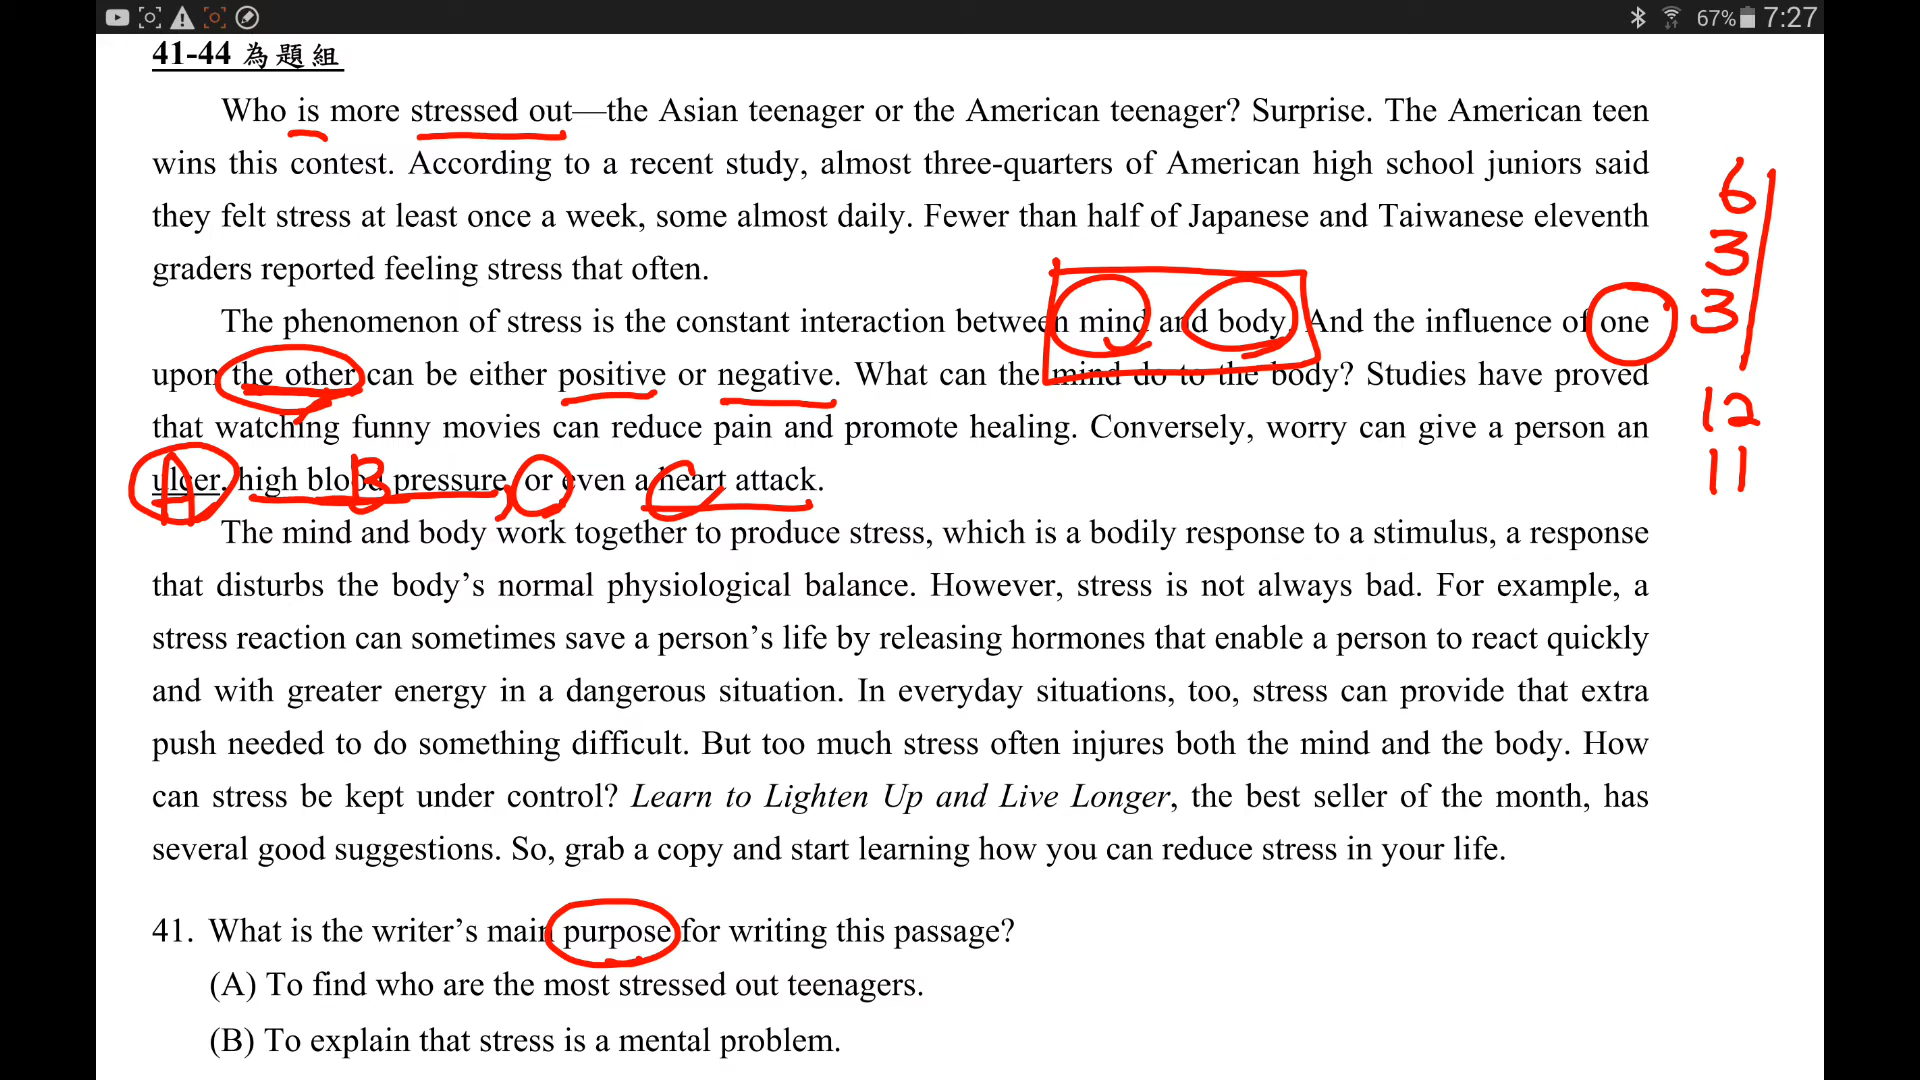 67% 7:27
41-44 為題組
Who is more stressed out—the Asian teenager or the American teenager? Surprise. The American teen
wins this contest. According to a recent study, almost three-quarters of American high school juniors said
they felt stress at least once a week, some almost daily. Fewer than half of Japanese and Taiwanese eleventh
graders reported feeling stress that often.
The phenomenon of stress is the constant interaction between mind and body. And the influence of one
upon the other can be either positive or negative. What can the mind do to the body? Studies have proved
that watching funny movies can reduce pain and promote healing. Conversely, worry can give a person an
ulcer, high blood pressure, or even a heart attack.
The mind and body work together to produce stress, which is a bodily response to a stimulus, a response
that disturbs the body's normal physiological balance. However, stress is not always bad. For example, a
stress reaction can sometimes save a person's life by releasing hormones that enable a person to react quickly
and with greater energy in a dangerous situation. In everyday situations, too, stress can provide that extra
push needed to do something difficult. But too much stress often injures both the mind and the body. How
can stress be kept under control? Learn to Lighten Up and Live Longer, the best seller of the month, has
several good suggestions. So, grab a copy and start learning how you can reduce stress in your life.
41. What is the writer's main purpose for writing this passage?
(A) To find who are the most stressed out teenagers.
(B) To explain that stress is a mental problem.
A
B
C
6
3
3
12
11